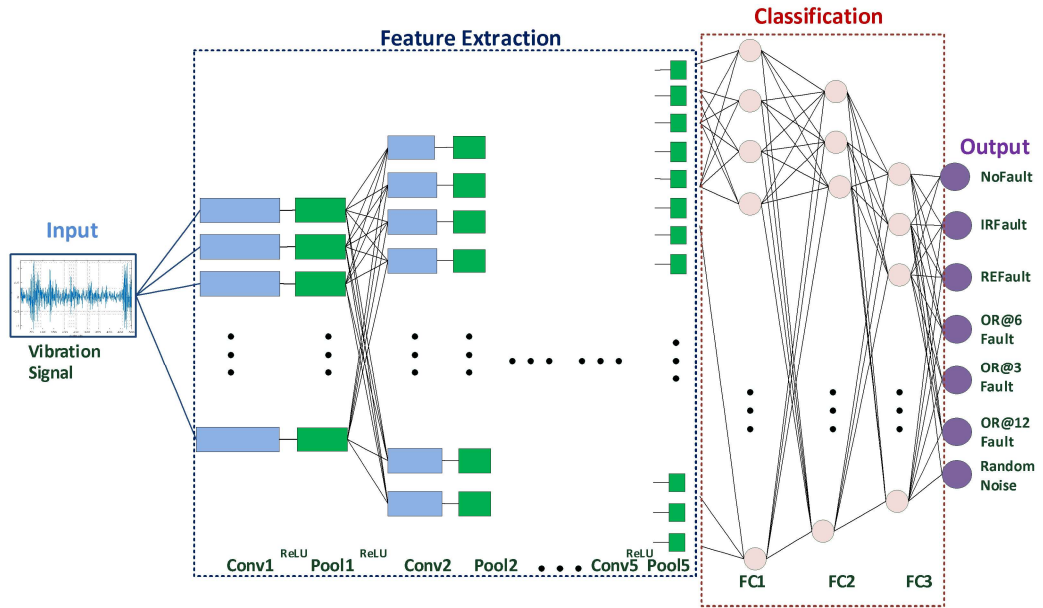 Classification
Feature Extraction
Output
Input
Vibration
Signal
NoFault
IRFault
REFault
OR@6
Fault
OR@3
Fault
OR@12
Fault
Random
Noise
Conv1 ReLU Pool1 ReLU Conv2 Pool2 Conv5 ReLU Pool5
FC1 FC2 FC3